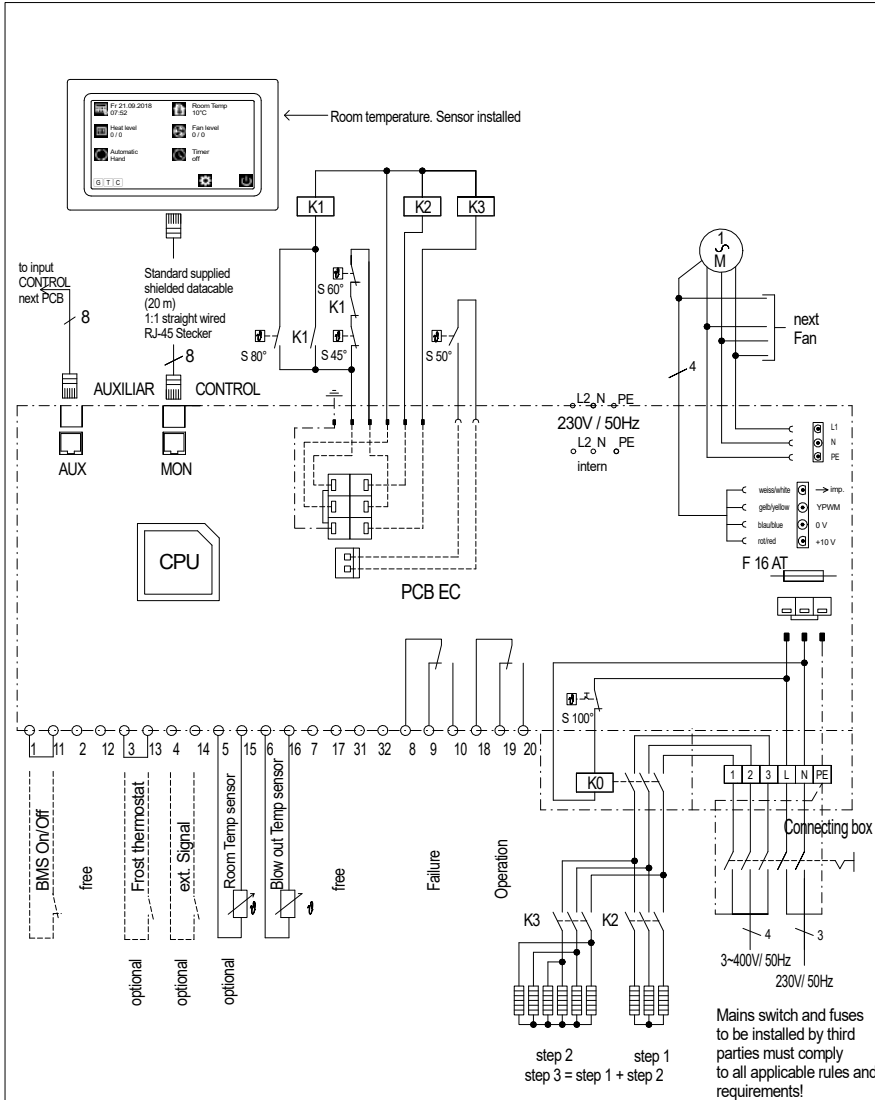 Fr 21.09.2018
07:52
Room Temp
10°C
Heat level
0 / 0
Fan level
0 / 0
Automatic
Hand
Timer
off
G T C
Room temperature. Sensor installed
K1
K2
K3
1
M
to input
CONTROL
next PCB
8
Standard supplied
shielded datacable
(20 m)
1:1 straight wired
RJ-45 Stecker
8
S 60°
K1
S 80°
K1
S 45°
S 50°
next
Fan
4
AUXILIAR
CONTROL
AUX
MON
L2 N PE
230V / 50Hz
L2 N PE
intern
L1
N
PE
weiss/white
imp.
gelb/yellow
YPWM
blau/blue
0 V
rot/red
+10 V
F 16 AT
CPU
PCB EC
S 100°
1 11 2 12 3 13 4 14 5 15 6 16 7 17 31 32 8 9 10 18 19 20
K0
1 2 3 L N PE
Connecting box
BMS On/Off
free
Frost thermostat
ext. Signal
Room Temp sensor
Blow out Temp sensor
free
Failure
Operation
optional
optional
optional
K3
K2
4
3~400V/ 50Hz
3
230V/ 50Hz
step 2
step 1
step 3 = step 1 + step 2
Mains switch and fuses
to be installed by third
parties must comply
to all applicable rules and
requirements!